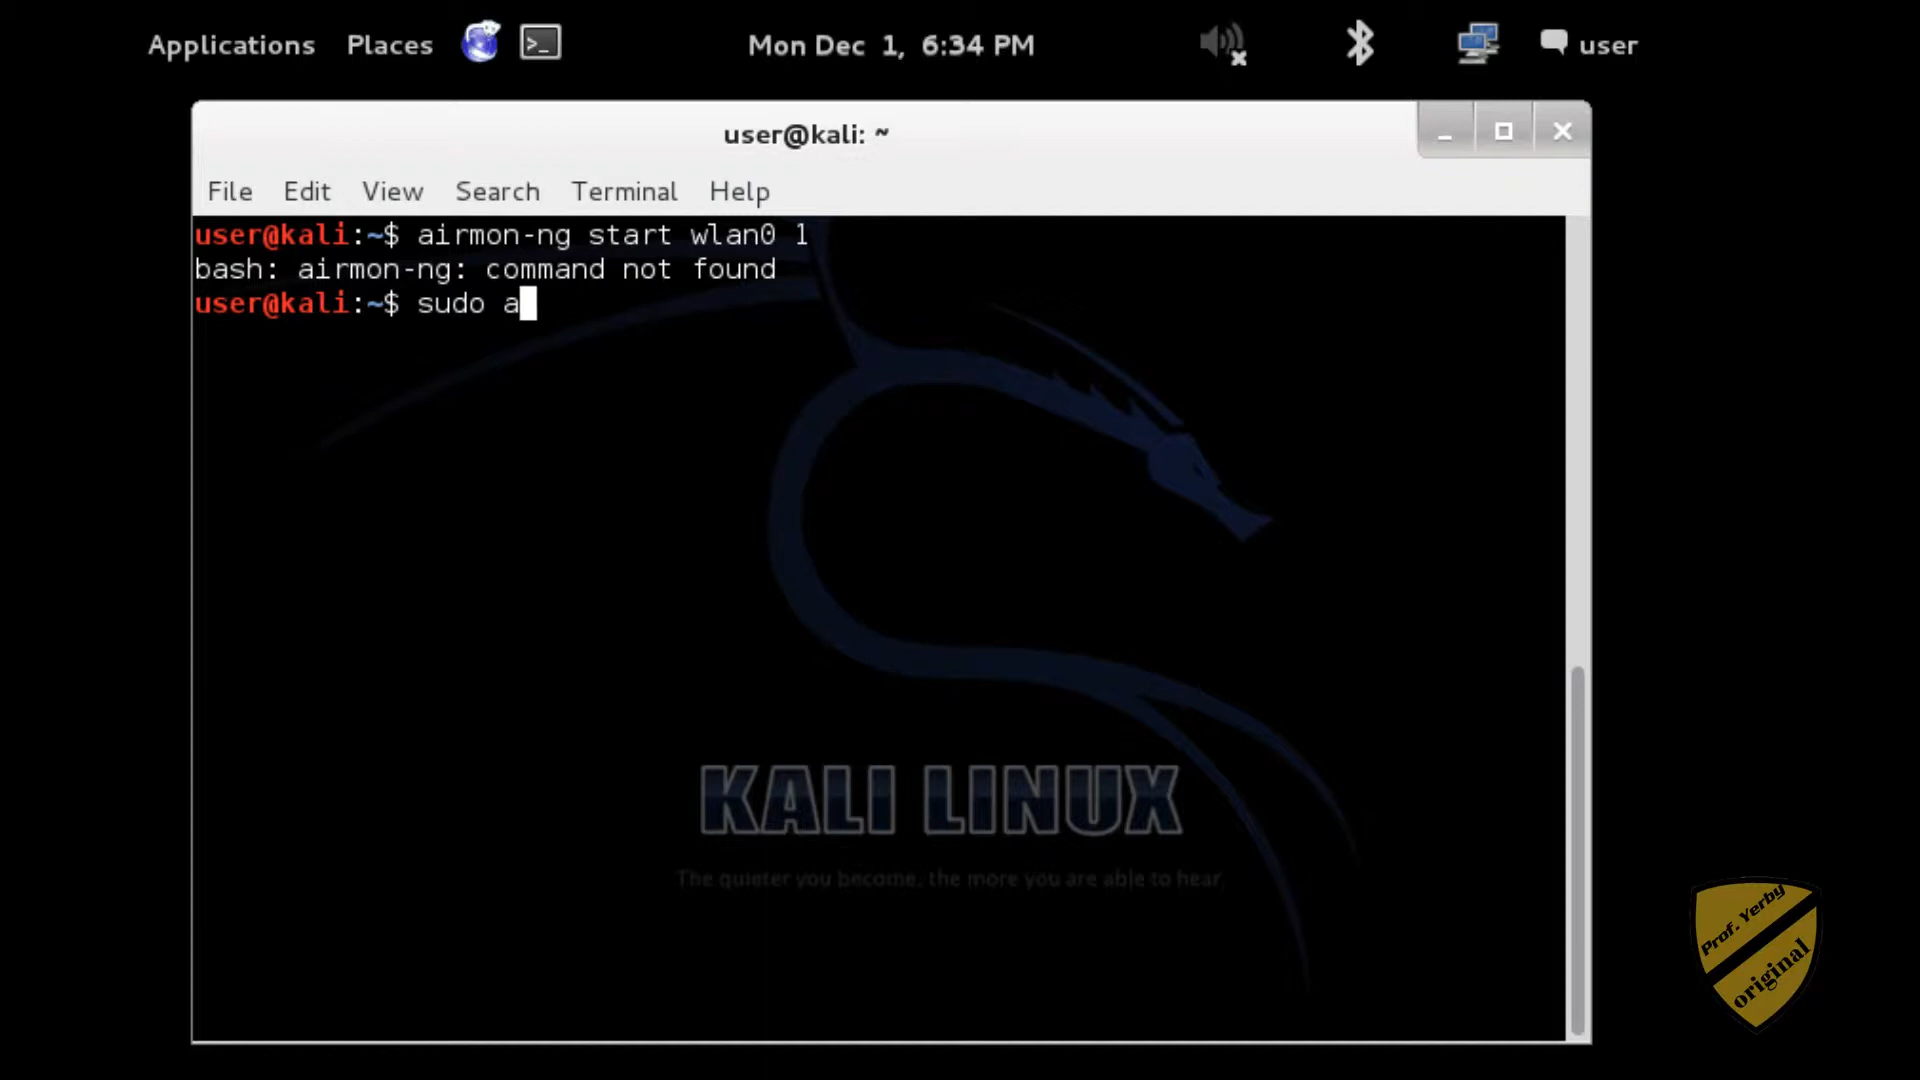 Applications Places Mon Dec 1, 6:34 PM user
user@kali: ~
File Edit View Search Terminal Help
user@kali:~$ airmon-ng start wlan0 1
bash: airmon-ng: command not found
user@kali:~$ sudo a
KALI LINUX
The quieter you become, the more you are able to hear.
Prof. Yerby
original